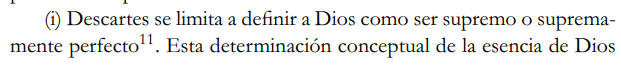 (i) Descartes se limita a definir a Dios como ser supremo o suprema-
mente perfecto¹¹. Esta determinación conceptual de la esencia de Dios